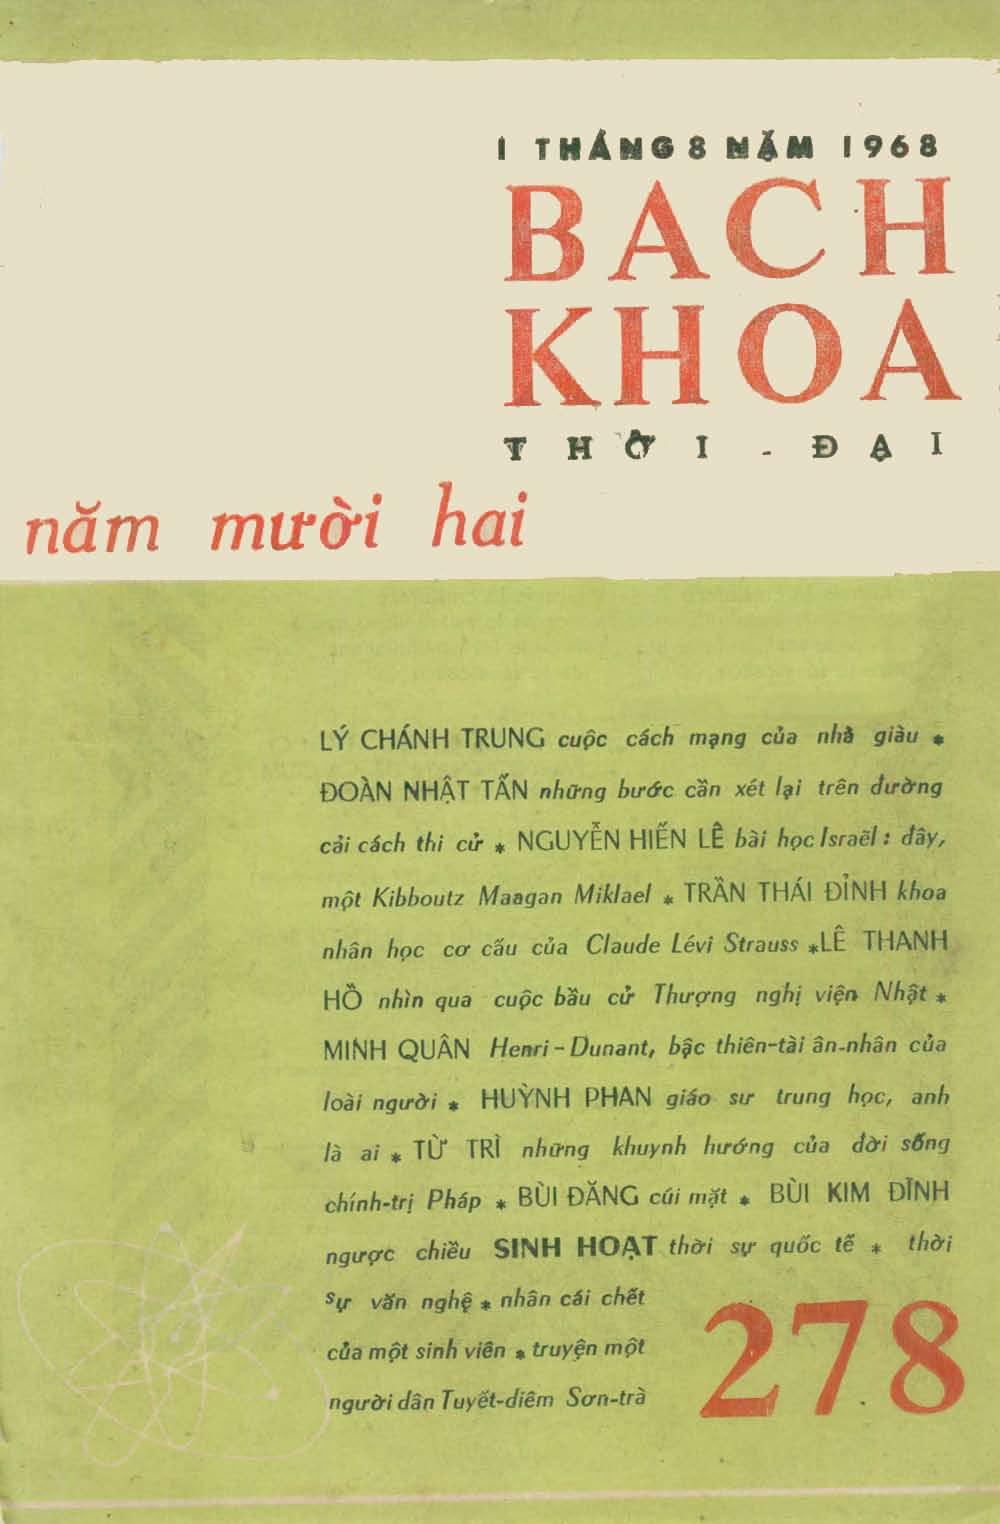 1 THÁNG 8 NĂM 1968
BACH
KHOA
THỜI - ĐẠI
năm mười hai
LÝ CHÁNH TRUNG cuộc cách mạng của nhà giàu *
ĐOÀN NHẬT TẤN những bước cần xét lại trên đường
cải cách thi cử * NGUYỄN HIẾN LÊ bài học Israël : đây,
một Kibboutz Maagan Miklael * TRẦN THÁI ĐỈNH khoa
nhân học cơ cấu của Claude Lévi Strauss * LÊ THANH
HỒ nhìn qua cuộc bầu cử Thượng nghị viện Nhật *
MINH QUÂN Henri - Dunant, bậc thiên-tài ân-nhân của
loài người * HUỲNH PHAN giáo sư trung học, anh
là ai * TỪ TRÌ những khuynh hướng của đời sống
chính-trị Pháp * BÙI ĐĂNG cúi mặt * BÙI KIM ĐĨNH
ngược chiều SINH HOẠT thời sự quốc tế * thời
sự văn nghệ * nhân cái chết
của một sinh viên * truyện một
người dân Tuyết-diêm Sơn-trà
278